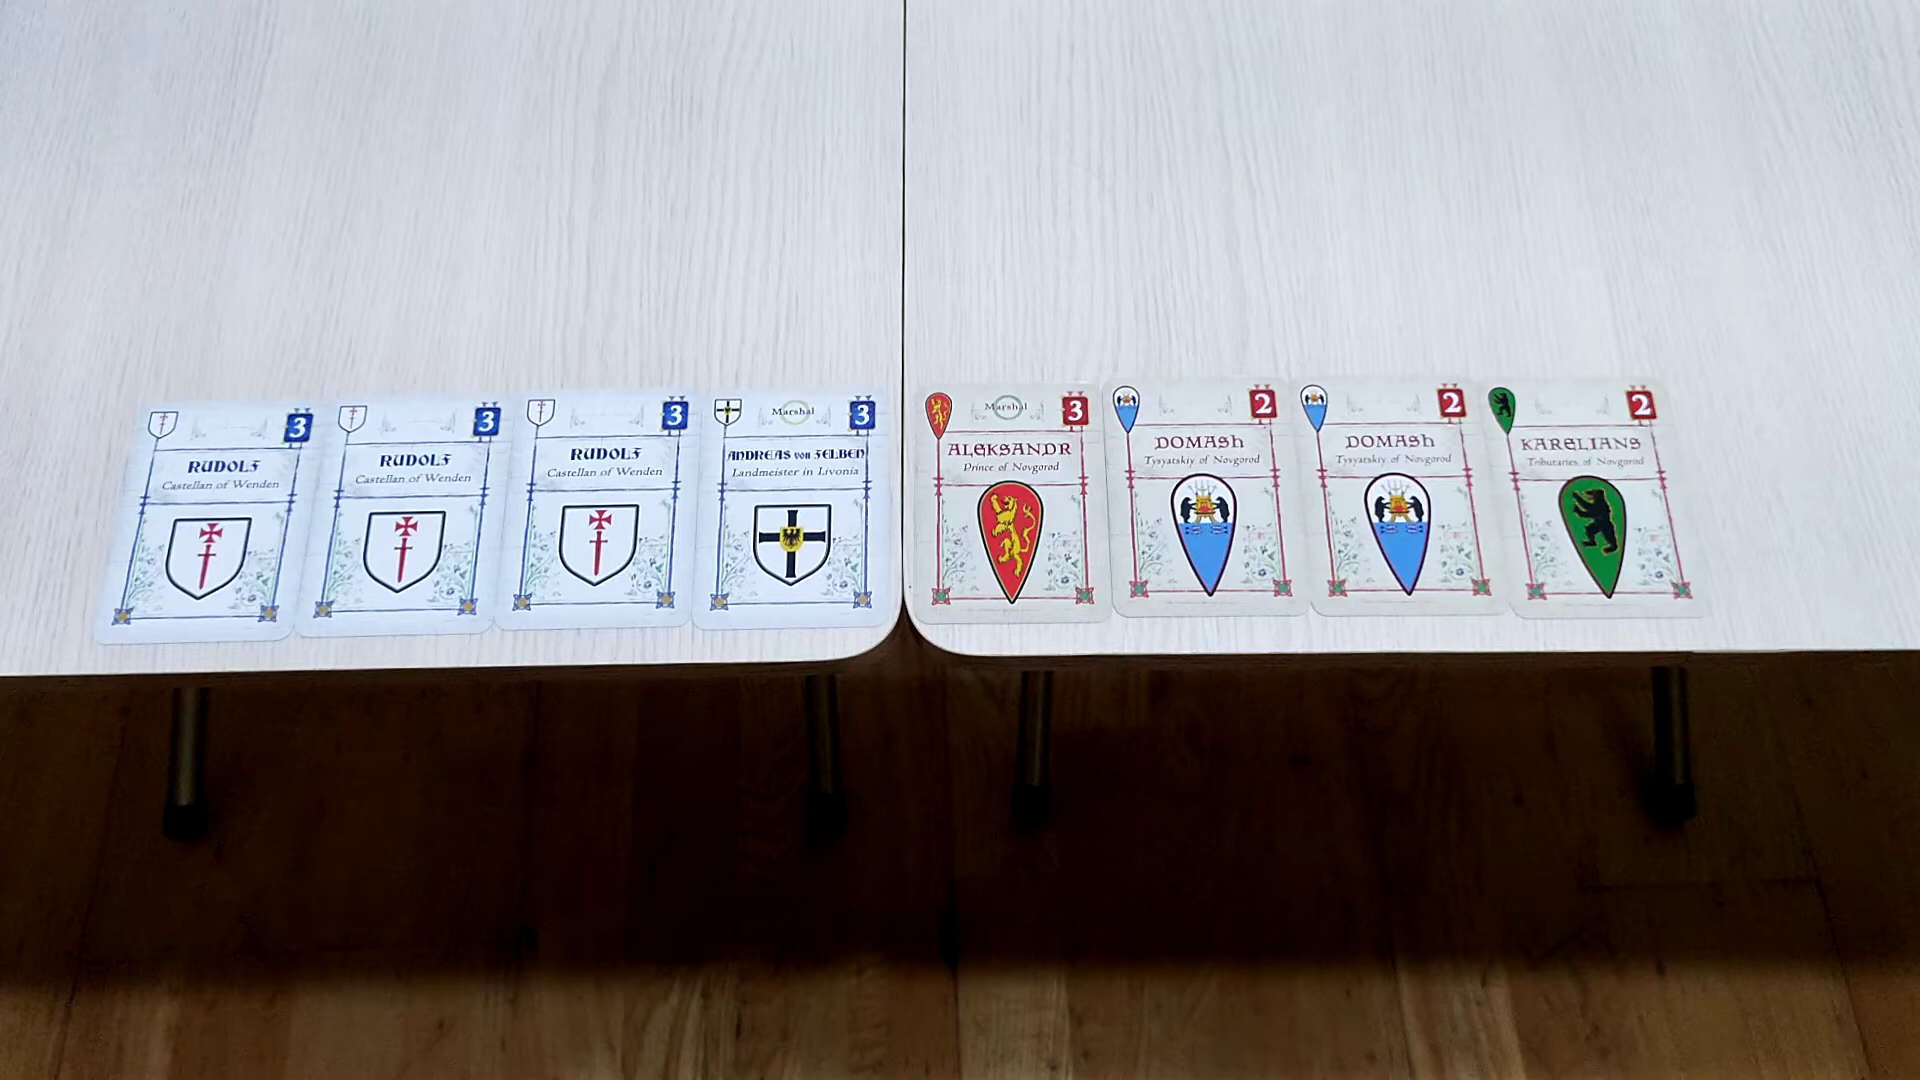 3
RUDOLF
Castellan of Wenden
3
RUDOLF
Castellan of Wenden
3
RUDOLF
Castellan of Wenden
Marshal
3
ANDREAS von FELBEN
Landmeister in Livonia
Marshal
3
ALEKSANDR
Prince of Novgorod
2
DOMASH
Tysyatskiy of Novgorod
2
DOMASH
Tysyatskiy of Novgorod
2
KARELIANS
Tributaries of Novgorod